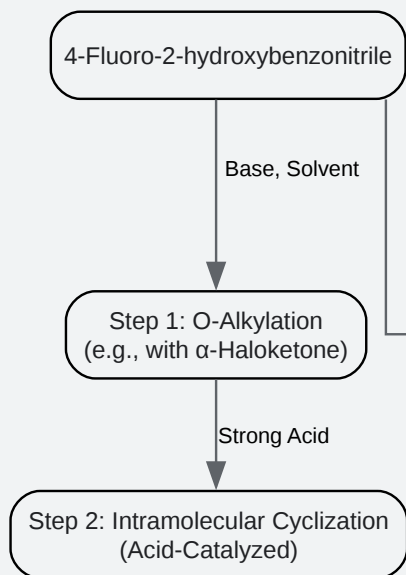 4-Fluoro-2-hydroxybenzonitrile
Base, Solvent
Step 1: O-Alkylation
(e.g., with α-Haloketone)
Strong Acid
Step 2: Intramolecular Cyclization
(Acid-Catalyzed)